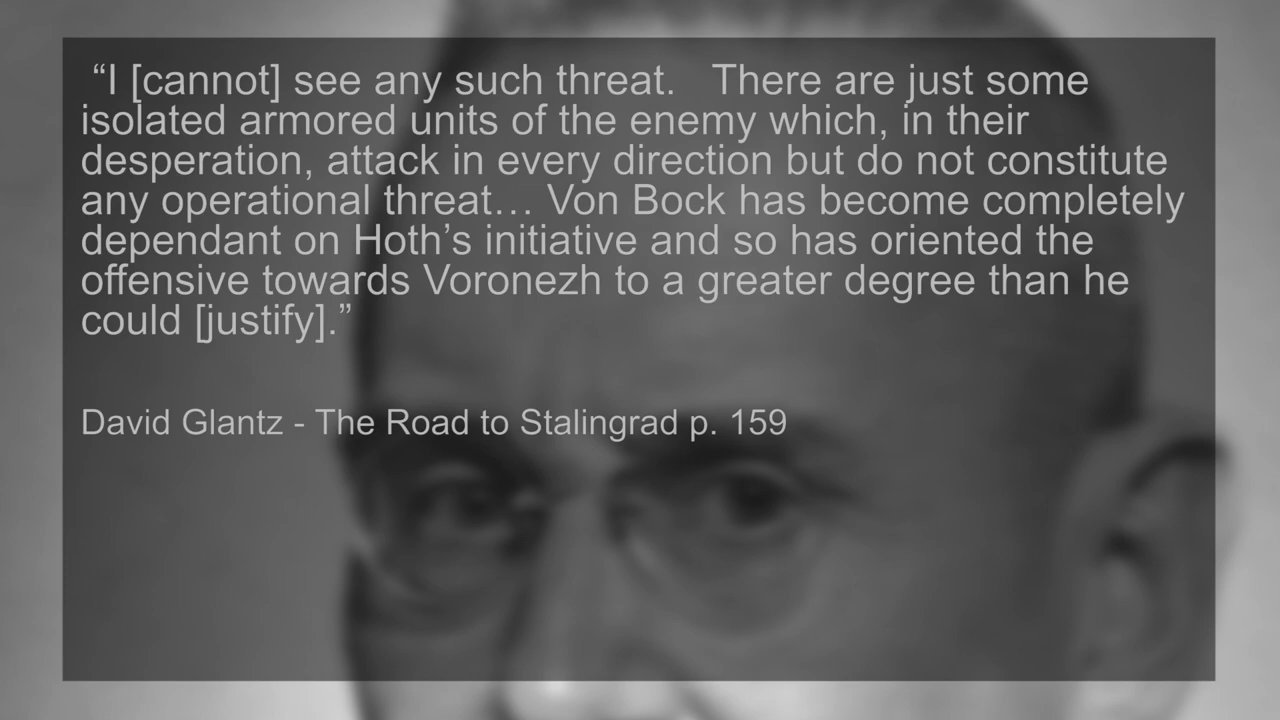 “I [cannot] see any such threat. There are just some
isolated armored units of the enemy which, in their
desperation, attack in every direction but do not constitute
any operational threat… Von Bock has become completely
dependant on Hoth’s initiative and so has oriented the
offensive towards Voronezh to a greater degree than he
could [justify].”
David Glantz - The Road to Stalingrad p. 159